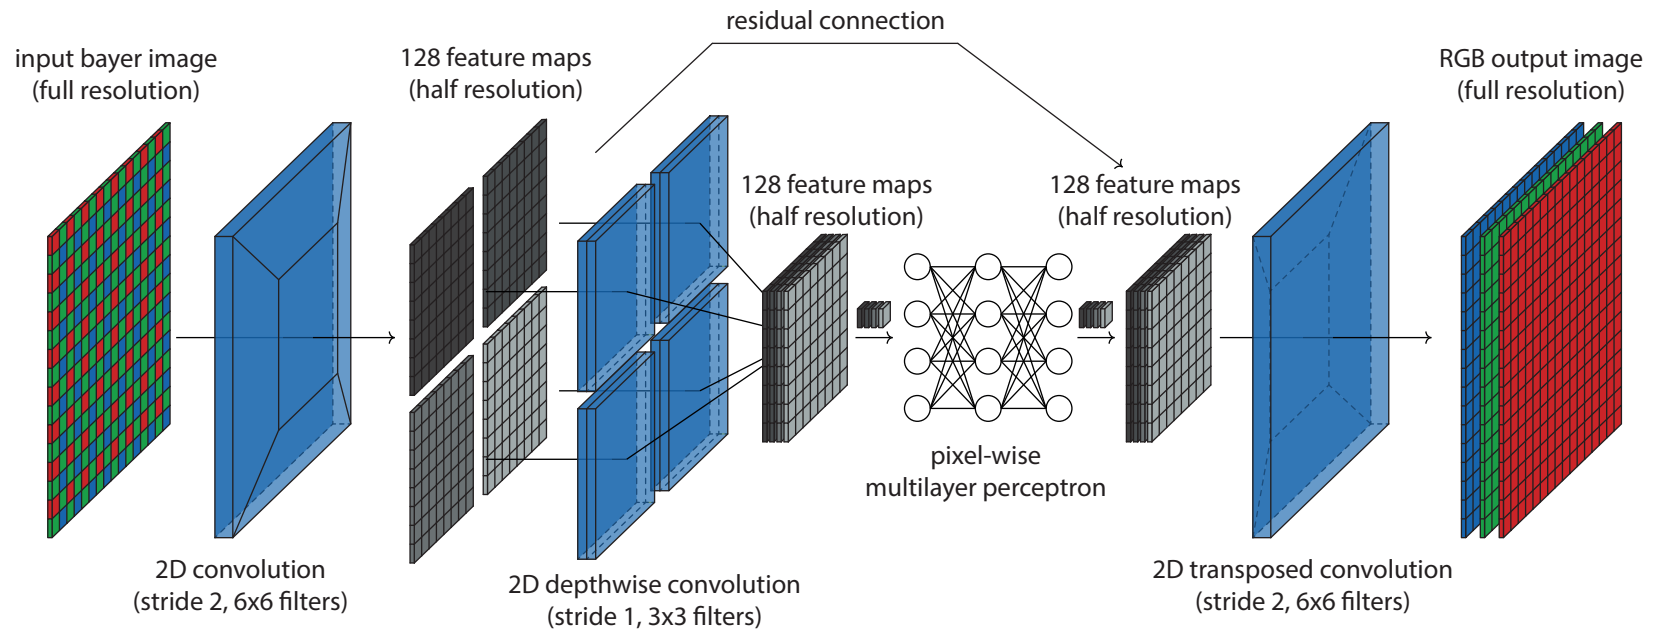 residual connection
input bayer image
(full resolution)
128 feature maps
(half resolution)
RGB output image
(full resolution)
128 feature maps
(half resolution)
128 feature maps
(half resolution)
pixel-wise
multilayer perceptron
2D convolution
(stride 2, 6x6 filters)
2D depthwise convolution
(stride 1, 3x3 filters)
2D transposed convolution
(stride 2, 6x6 filters)